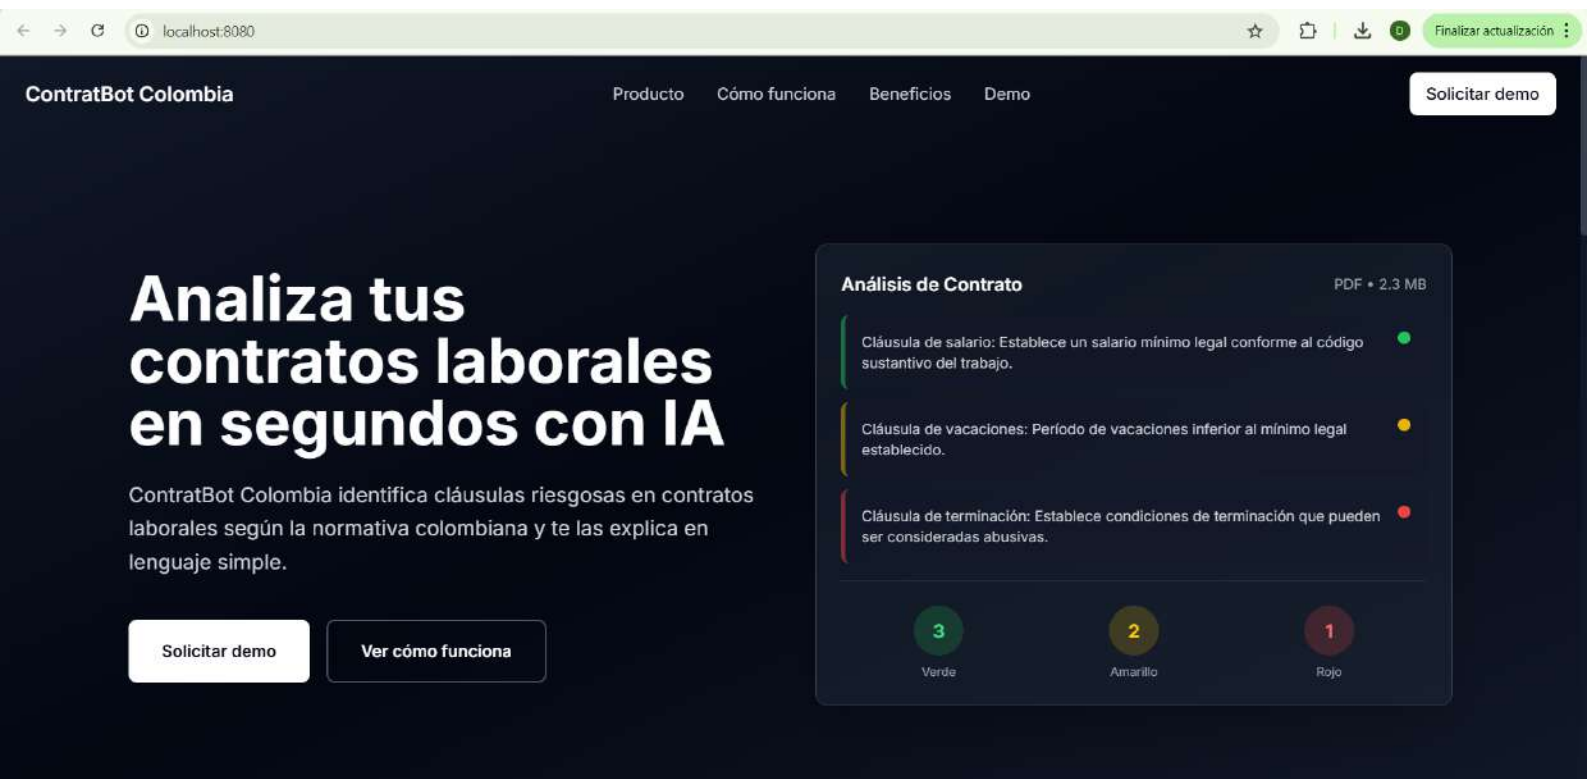 localhost:8080
D
Finalizar actualización
ContratBot Colombia
Producto
Cómo funciona
Beneficios
Demo
Solicitar demo
Analiza tus
contratos laborales
en segundos con IA
ContratBot Colombia identifica cláusulas riesgosas en contratos
laborales según la normativa colombiana y te las explica en
lenguaje simple.
Solicitar demo
Ver cómo funciona
Análisis de Contrato
PDF • 2.3 MB
Cláusula de salario: Establece un salario mínimo legal conforme al código
sustantivo del trabajo.
Cláusula de vacaciones: Período de vacaciones inferior al mínimo legal
establecido.
Cláusula de terminación: Establece condiciones de terminación que pueden
ser consideradas abusivas.
3
Verde
2
Amarillo
1
Rojo